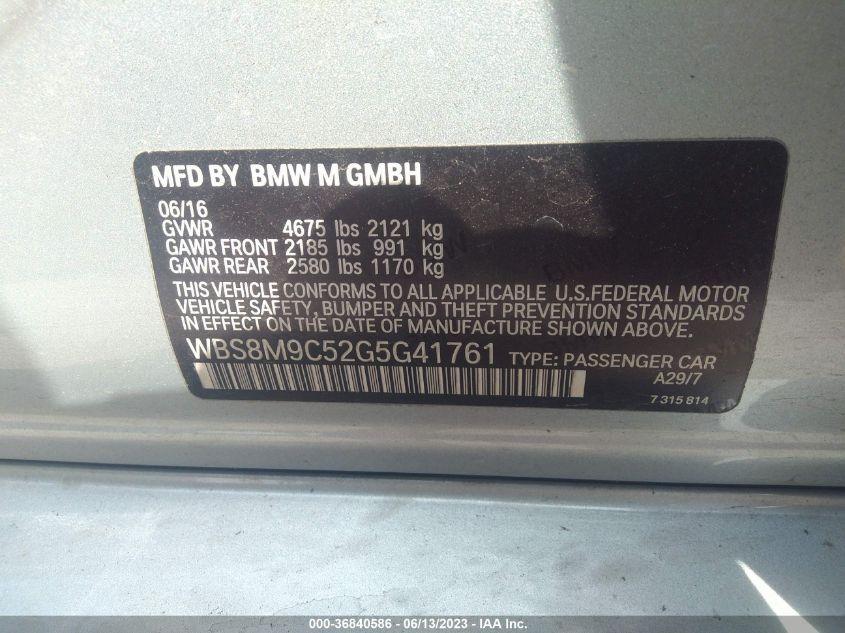 MFD BY BMW M GMBH
06/16
GVWR 4675 lbs 2121 kg
GAWR FRONT 2185 lbs 991 kg
GAWR REAR 2580 lbs 1170 kg
THIS VEHICLE CONFORMS TO ALL APPLICABLE U.S.FEDERAL MOTOR
VEHICLE SAFETY, BUMPER AND THEFT PREVENTION STANDARDS
IN EFFECT ON THE DATE OF MANUFACTURE SHOWN ABOVE.
WBS8M9C52G5G41761 TYPE: PASSENGER CAR
A29/7
7 315 814
000-36840586 - 06/13/2023 - IAA Inc.